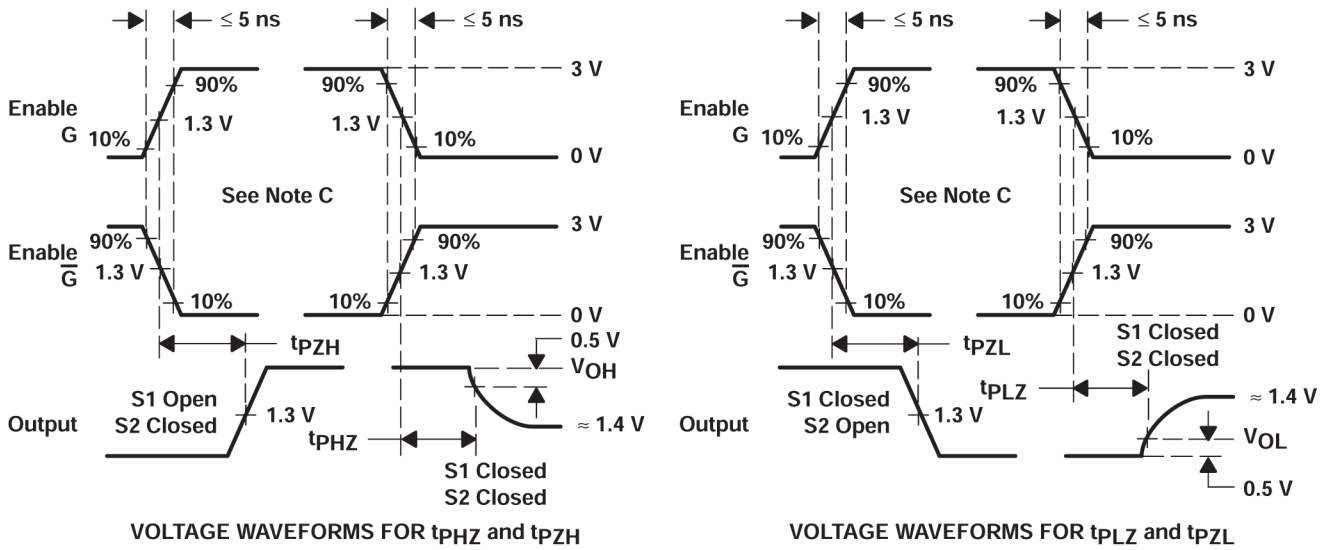 ≤ 5 ns
≤ 5 ns
Enable
G
10%
90%
1.3 V
90%
1.3 V
10%
3 V
0 V
See Note C
Enable
G̅
90%
1.3 V
10%
10%
90%
1.3 V
3 V
0 V
tPZH
0.5 V
VOH
Output
S1 Open
S2 Closed
1.3 V
tPHZ
≈ 1.4 V
S1 Closed
S2 Closed
VOLTAGE WAVEFORMS FOR tPHZ and tPZH
≤ 5 ns
≤ 5 ns
Enable
G
10%
90%
1.3 V
90%
1.3 V
10%
3 V
0 V
See Note C
Enable
G̅
90%
1.3 V
10%
10%
90%
1.3 V
3 V
0 V
tPZL
S1 Closed
S2 Closed
S1 Closed
S2 Open
1.3 V
tPLZ
≈ 1.4 V
VOL
0.5 V
VOLTAGE WAVEFORMS FOR tPLZ and tPZL